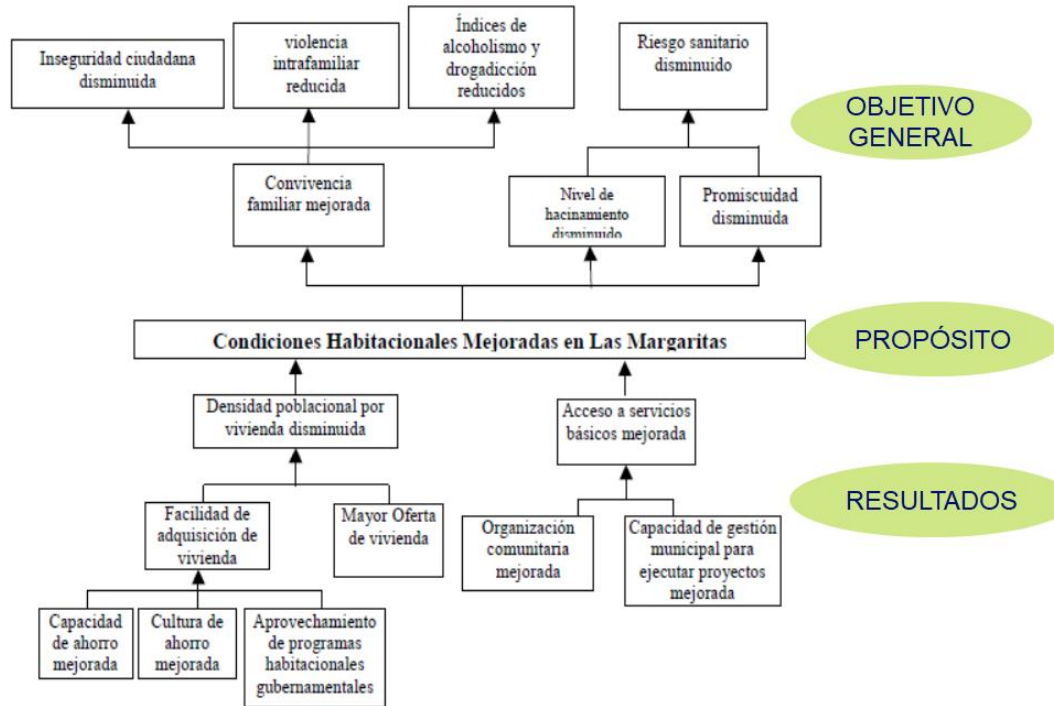 Inseguridad ciudadana
disminuida
violencia
intrafamiliar
reducida
Índices de
alcoholismo y
drogadicción
reducidos
Riesgo sanitario
disminuido
OBJETIVO
GENERAL
Convivencia
familiar mejorada
Nivel de
hacinamiento
disminuido
Promiscuidad
disminuida
Condiciones Habitacionales Mejoradas en Las Margaritas
PROPÓSITO
Densidad poblacional por
vivienda disminuida
Acceso a servicios
básicos mejorada
RESULTADOS
Facilidad de
adquisición de
vivienda
Mayor Oferta
de vivienda
Organización
comunitaria
mejorada
Capacidad de gestión
municipal para
ejecutar proyectos
mejorada
Capacidad
de ahorro
mejorada
Cultura de
ahorro
mejorada
Aprovechamiento
de programas
habitacionales
gubernamentales